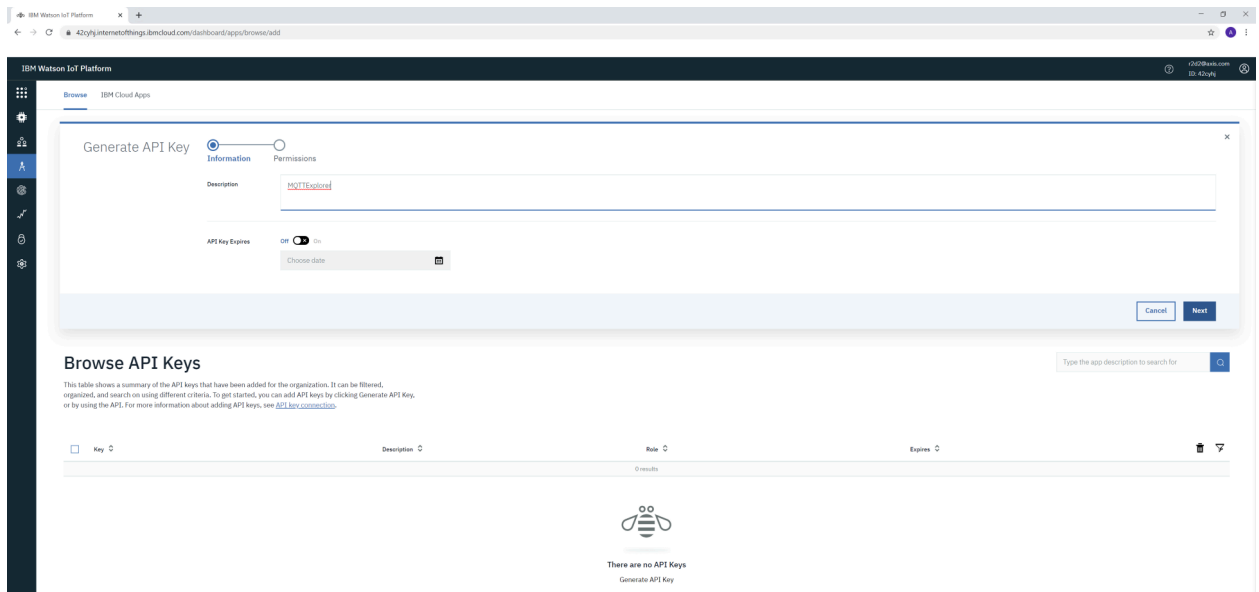 IBM Watson IoT Platform
42cyhj.internetofthings.ibmcloud.com/dashboard/apps/browse/add
A
IBM Watson IoT Platform
r2d2@axis.com
ID: 42cyhj
Browse IBM Cloud Apps
Generate API Key
Information Permissions
Description MQTTExplorer
API Key Expires Off On
Choose date
Cancel Next
Browse API Keys
Type the app description to search for
This table shows a summary of the API keys that have been added for the organization. It can be filtered,
organized, and search on using different criteria. To get started, you can add API keys by clicking Generate API Key,
or by using the API. For more information about adding API keys, see API key connection.
Key Description Role Expires
0 results
There are no API Keys
Generate API Key